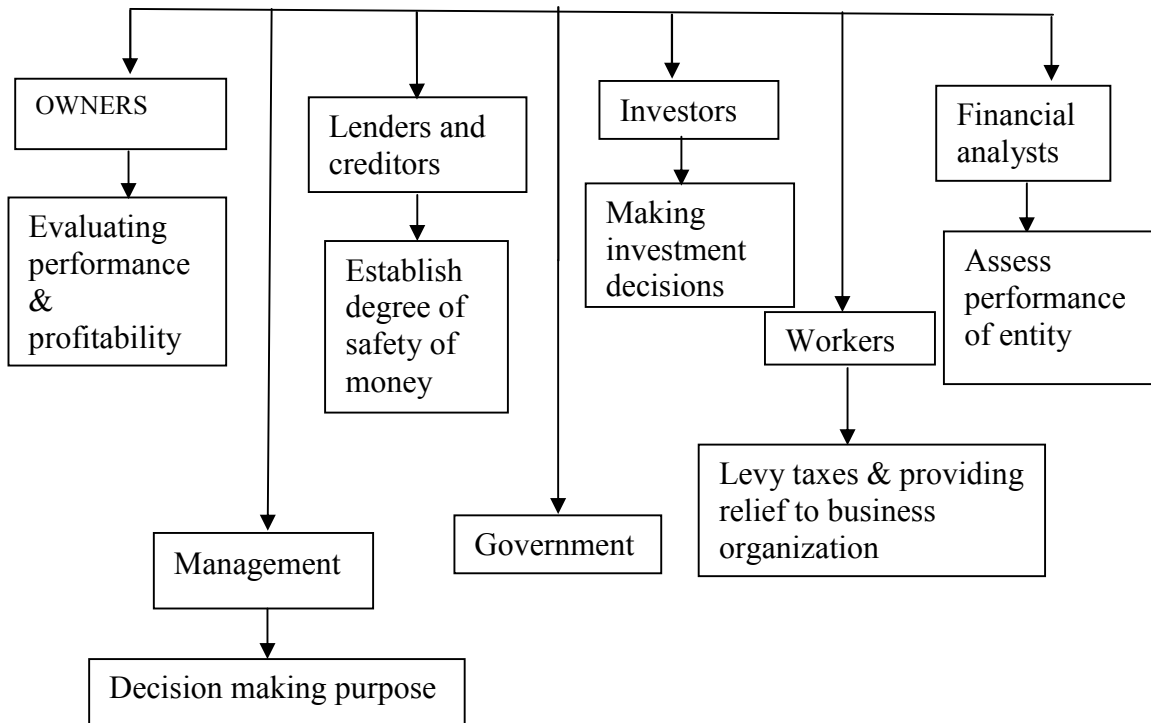 OWNERS
Evaluating
performance
&
profitability
Lenders and
creditors
Establish
degree of
safety of
money
Investors
Making
investment
decisions
Financial
analysts
Assess
performance
of entity
Workers
Levy taxes & providing
relief to business
organization
Government
Management
Decision making purpose